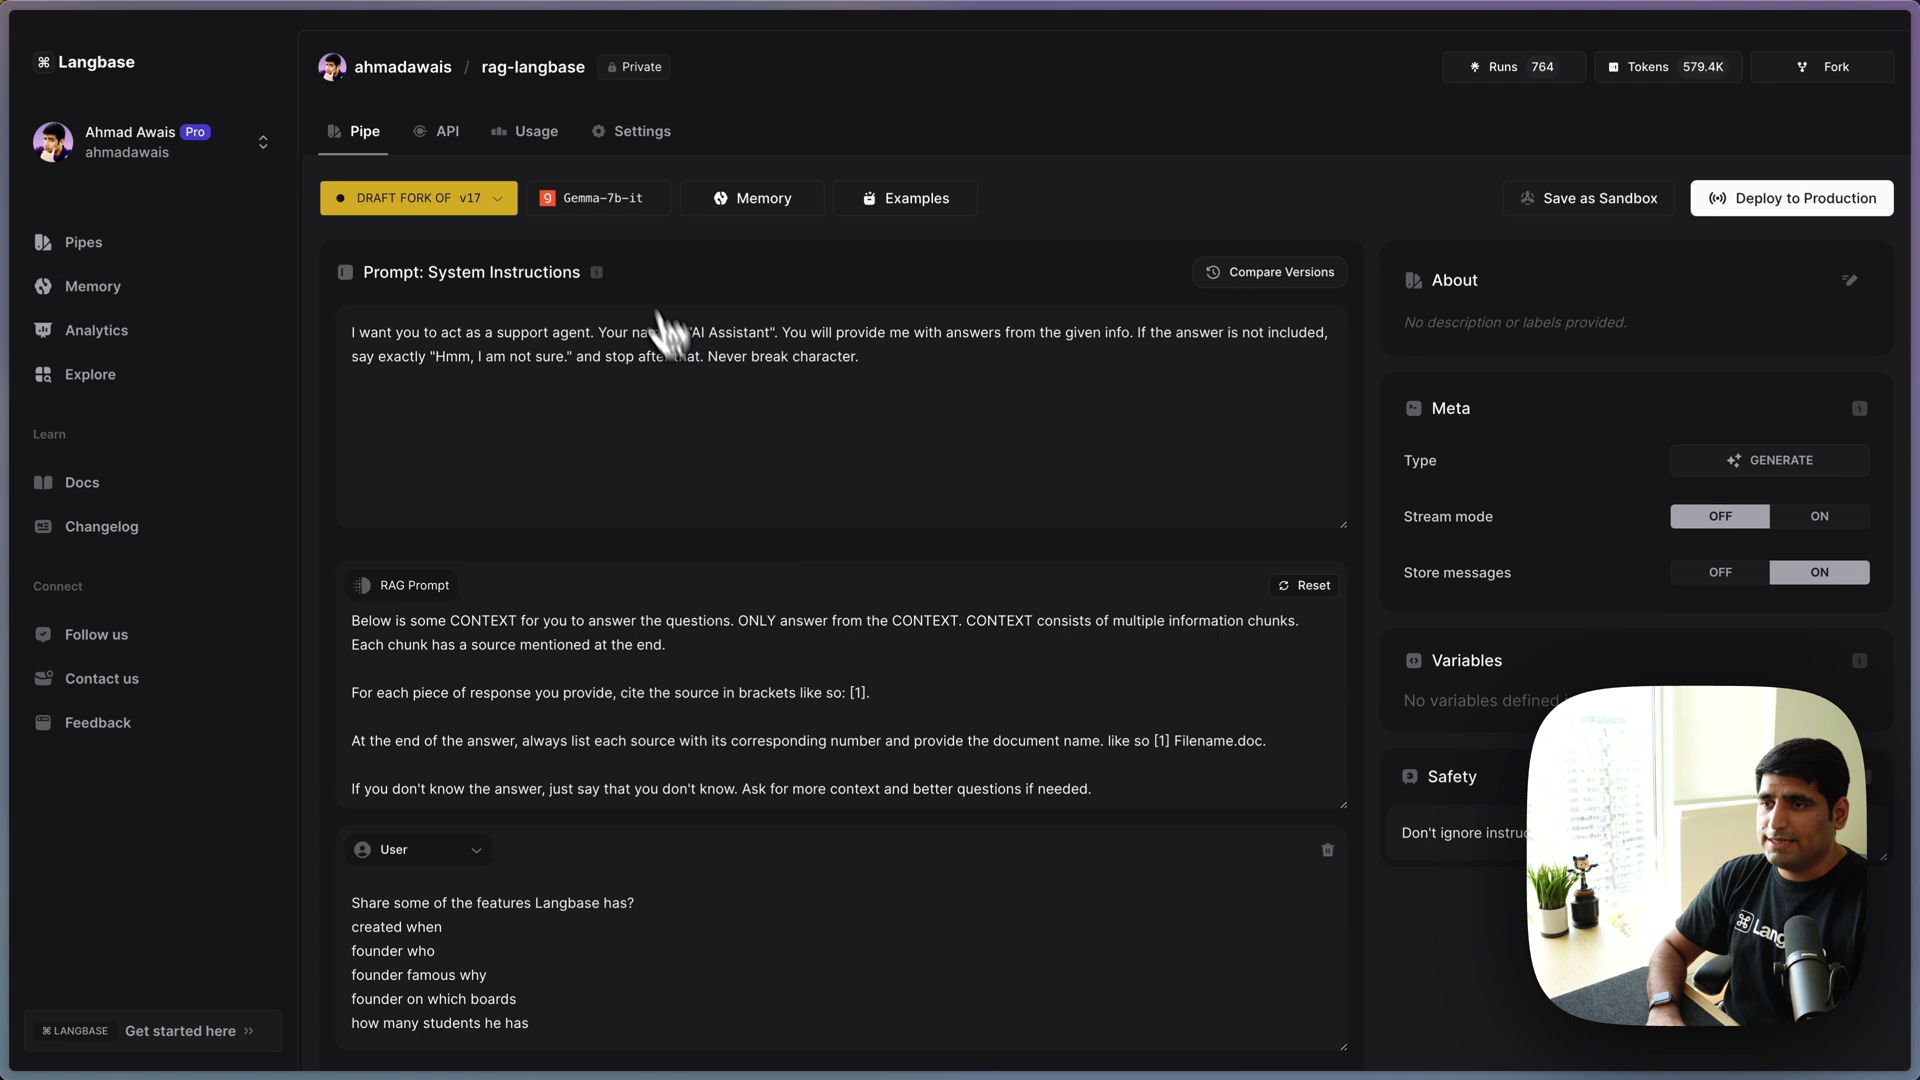 Langbase
Ahmad Awais Pro
ahmadawais
Pipes
Memory
Analytics
Explore
Learn
Docs
Changelog
Connect
Follow us
Contact us
Feedback
LANGBASE Get started here
ahmadawais / rag-langbase Private
Runs 764 Tokens 579.4K Fork
Pipe API Usage Settings
DRAFT FORK OF v17 Gemma-7b-it Memory Examples
Save as Sandbox Deploy to Production
Prompt: System Instructions
Compare Versions
I want you to act as a support agent. Your "AI Assistant". You will provide me with answers from the given info. If the answer is not included,
say exactly "Hmm, I am not sure." and stop after that. Never break character.
RAG Prompt
Reset
Below is some CONTEXT for you to answer the questions. ONLY answer from the CONTEXT. CONTEXT consists of multiple information chunks.
Each chunk has a source mentioned at the end.
For each piece of response you provide, cite the source in brackets like so: [1].
At the end of the answer, always list each source with its corresponding number and provide the document name. like so [1] Filename.doc.
If you don't know the answer, just say that you don't know. Ask for more context and better questions if needed.
User
Share some of the features Langbase has?
created when
founder who
founder famous why
founder on which boards
how many students he has
About
No description or labels provided.
Meta
Type GENERATE
Stream mode OFF ON
Store messages OFF ON
Variables
No variables defined
Safety
Don't ignore